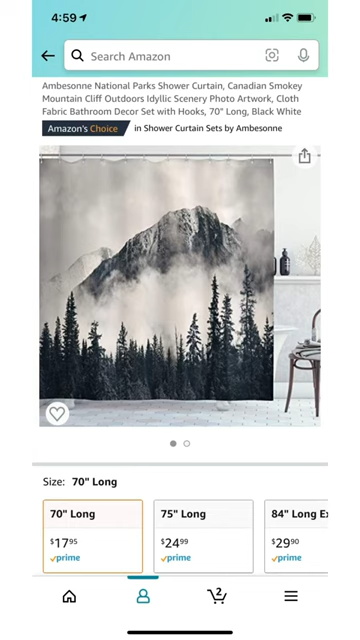 4:59
Search Amazon
Ambesonne National Parks Shower Curtain, Canadian Smokey
Mountain Cliff Outdoors Idyllic Scenery Photo Artwork, Cloth
Fabric Bathroom Decor Set with Hooks, 70" Long, Black White
Amazon's Choice in Shower Curtain Sets by Ambesonne
Size: 70" Long
70" Long
$17 95
prime
75" Long
$24 99
prime
84" Long Ex
$29 90
prime
2